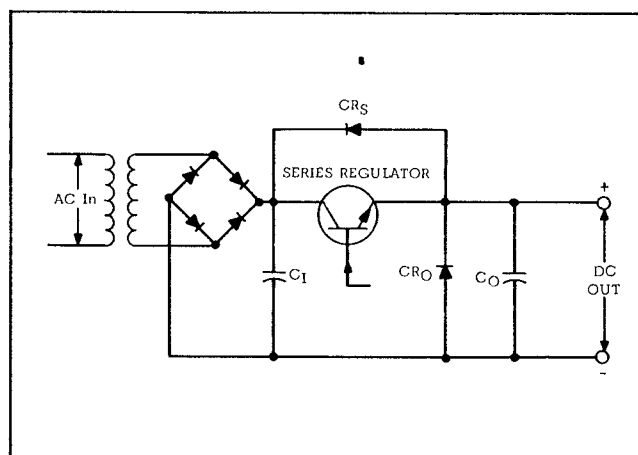 CRS
SERIES REGULATOR
AC In
+
CI
CRO
CO
DC
OUT
-